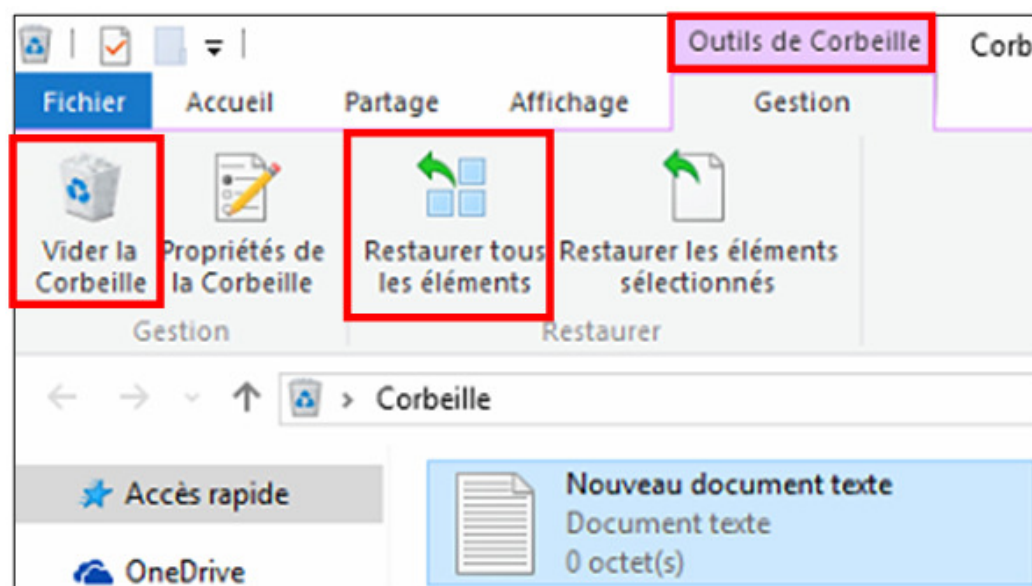 Outils de Corbeille
Corb
Fichier Accueil Partage Affichage Gestion
Vider la Corbeille
Propriétés de la Corbeille
Restaurer tous les éléments
Restaurer les éléments sélectionnés
Gestion
Restaurer
Corbeille
Accès rapide
OneDrive
Nouveau document texte
Document texte
0 octet(s)